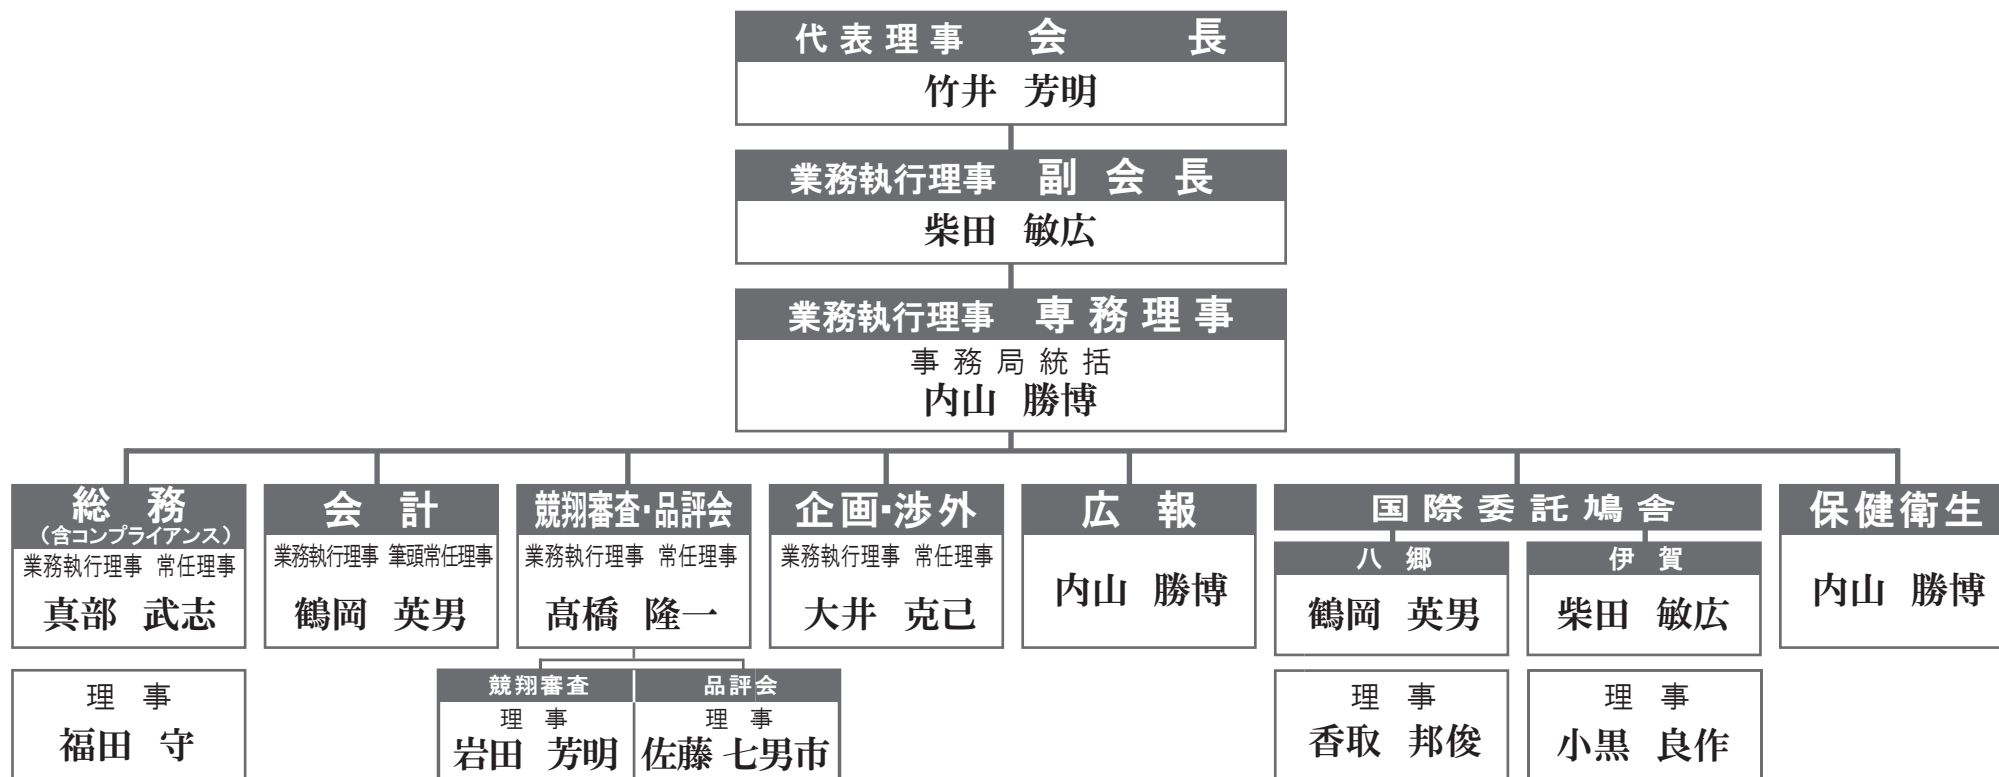 代表理事 会長
竹井 芳明
業務執行理事 副会長
柴田 敏広
業務執行理事 専務理事
事務局統括
内山 勝博
総務
（含コンプライアンス）
業務執行理事 常任理事
真部 武志
理事
福田 守
会計
業務執行理事 筆頭常任理事
鶴岡 英男
競翔審査・品評会
業務執行理事 常任理事
髙橋 隆一
競翔審査
理事
岩田 芳明
品評会
理事
佐藤 七男市
企画・渉外
業務執行理事 常任理事
大井 克己
広報
内山 勝博
国際委託鳩舎
八郷
鶴岡 英男
理事
香取 邦俊
伊賀
柴田 敏広
理事
小黒 良作
保健衛生
内山 勝博